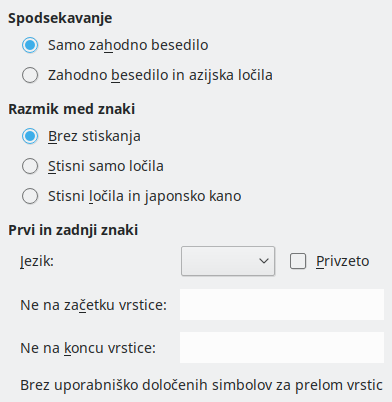 Spodsekavanje
Samo zahodno besedilo
Zahodno besedilo in azijska ločila
Razmik med znaki
Brez stiskanja
Stisni samo ločila
Stisni ločila in japonsko kano
Prvi in zadnji znaki
Jezik:
Privzeto
Ne na začetku vrstice:
Ne na koncu vrstice:
Brez uporabniško določenih simbolov za prelom vrstic